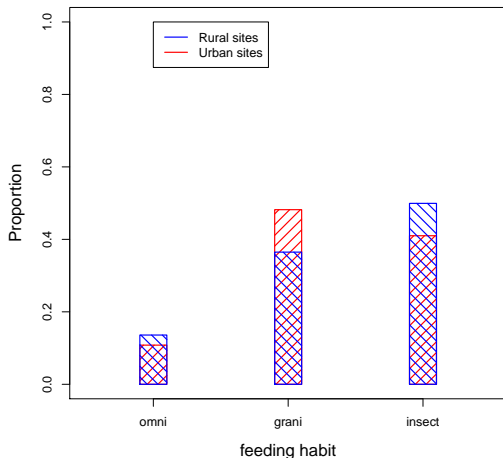 Rural sites
Urban sites
Proportion
1.0
0.8
0.6
0.4
0.2
0.0
omni grani insect
feeding habit